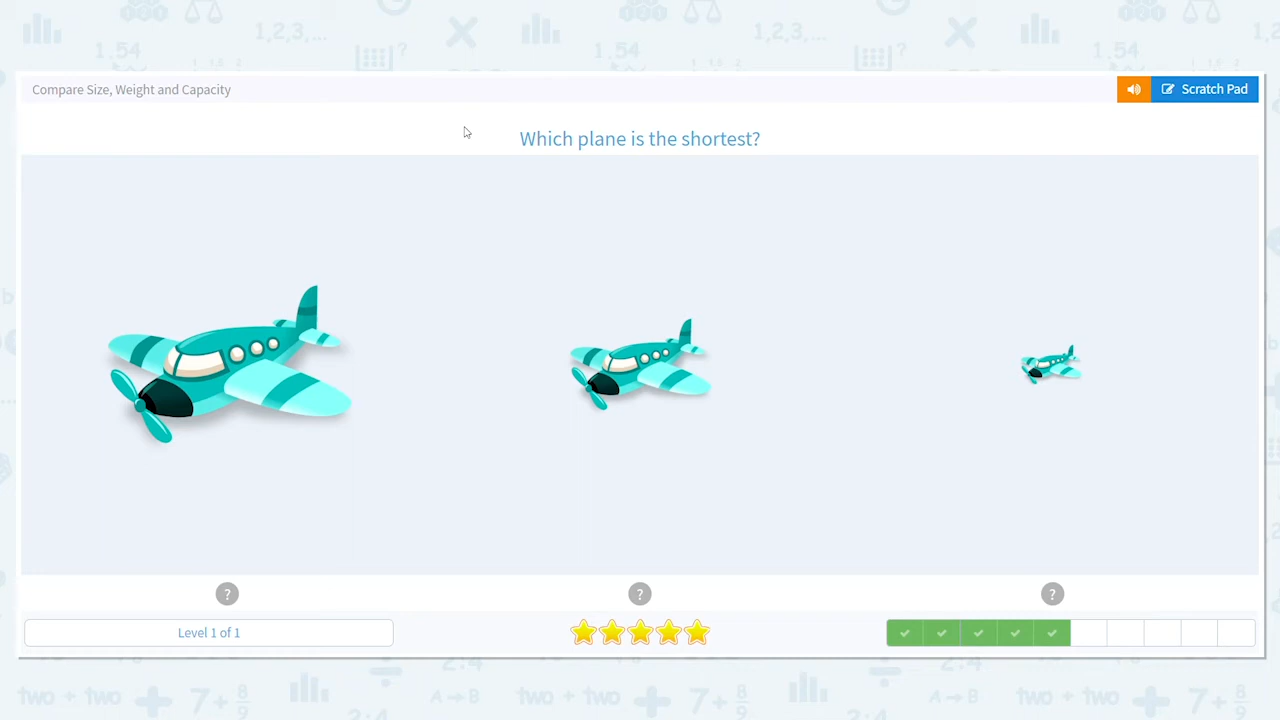 Compare Size, Weight and Capacity
Scratch Pad
Which plane is the shortest?
? ? ?
Level 1 of 1